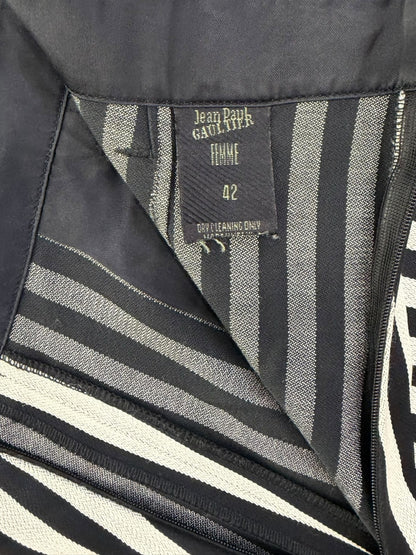 Jean Paul
GAULTIER
FEMME
42
DRY CLEANING ONLY